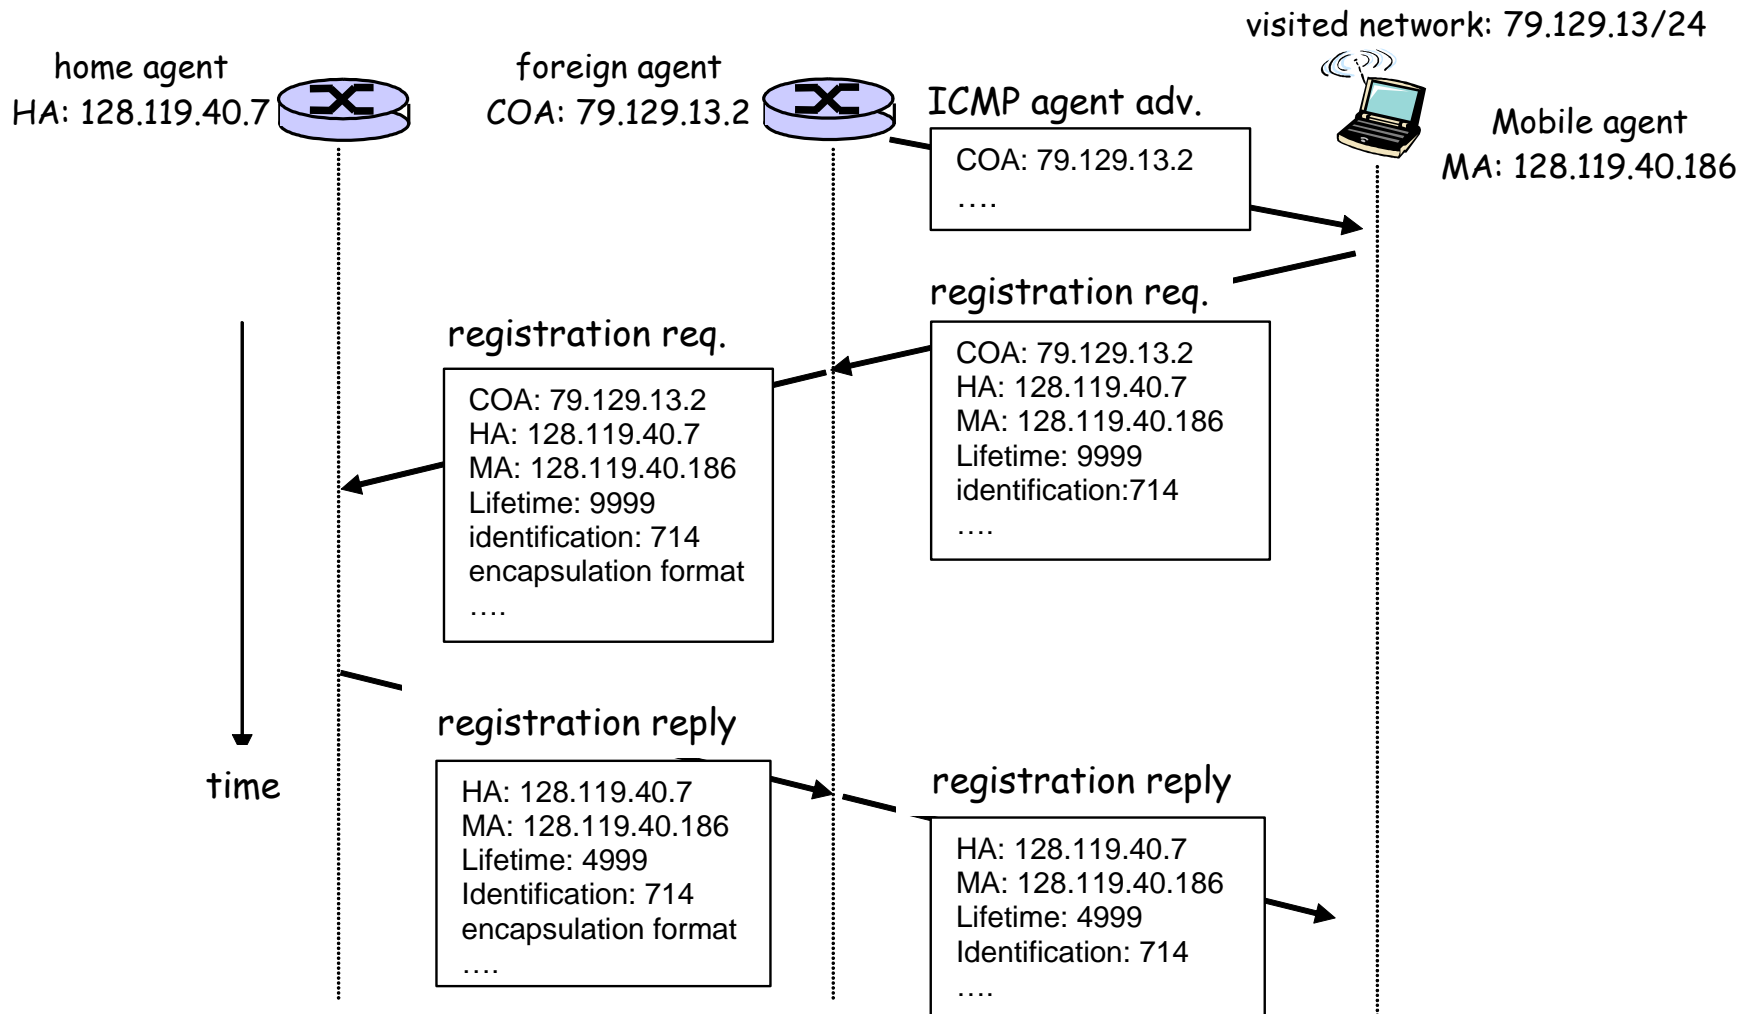 visited network: 79.129.13/24
home agent
HA: 128.119.40.7
foreign agent
COA: 79.129.13.2
ICMP agent adv.
COA: 79.129.13.2
….
Mobile agent
MA: 128.119.40.186
registration req.
COA: 79.129.13.2
HA: 128.119.40.7
MA: 128.119.40.186
Lifetime: 9999
identification:714
….
registration req.
COA: 79.129.13.2
HA: 128.119.40.7
MA: 128.119.40.186
Lifetime: 9999
identification: 714
encapsulation format
….
time
registration reply
HA: 128.119.40.7
MA: 128.119.40.186
Lifetime: 4999
Identification: 714
encapsulation format
….
registration reply
HA: 128.119.40.7
MA: 128.119.40.186
Lifetime: 4999
Identification: 714
….